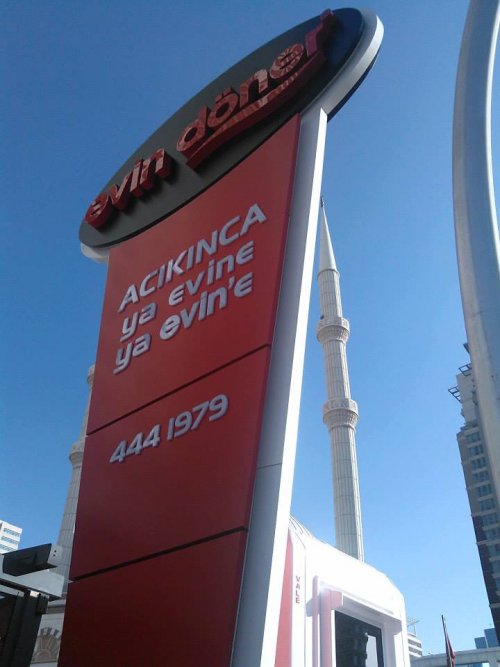 evin döner
ACIKINCA
ya evine
ya evin'e
444 1979
VALE